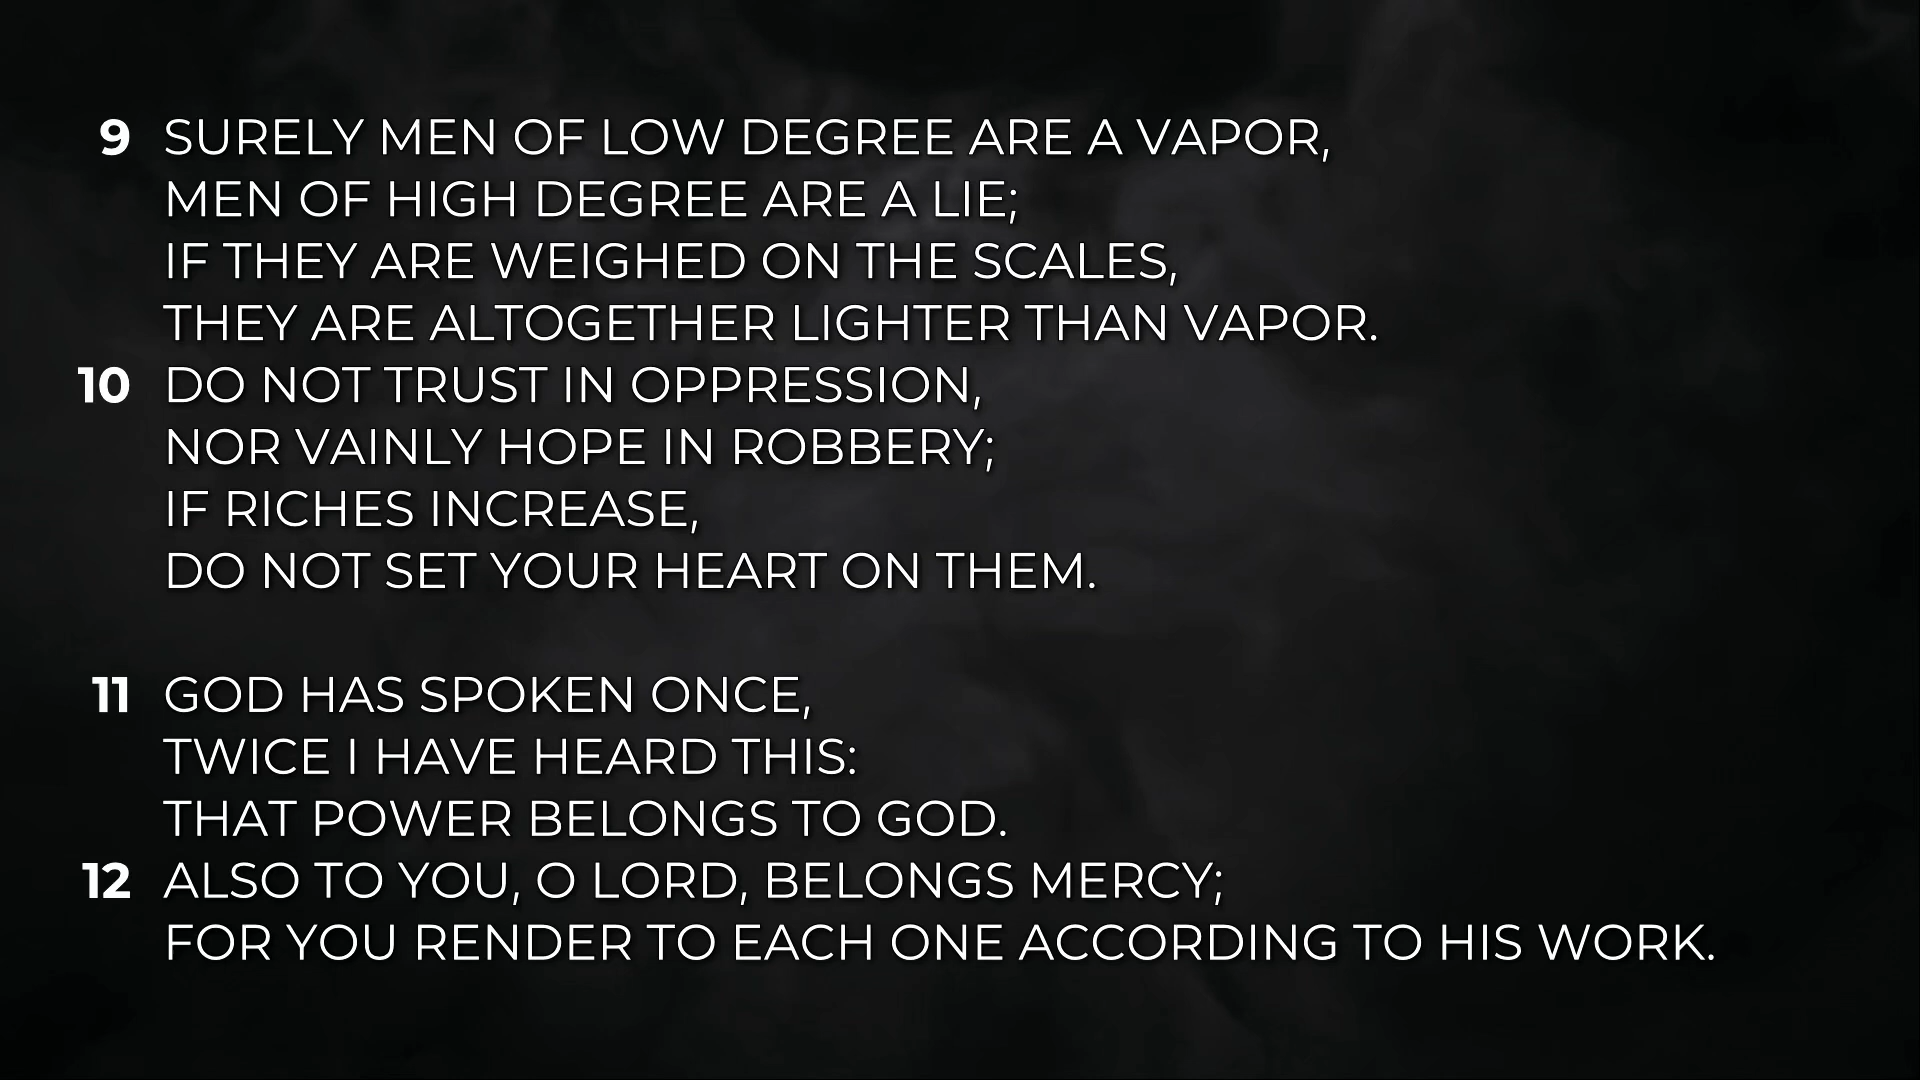 9 SURELY MEN OF LOW DEGREE ARE A VAPOR,
MEN OF HIGH DEGREE ARE A LIE;
IF THEY ARE WEIGHED ON THE SCALES,
THEY ARE ALTOGETHER LIGHTER THAN VAPOR.
10 DO NOT TRUST IN OPPRESSION,
NOR VAINLY HOPE IN ROBBERY;
IF RICHES INCREASE,
DO NOT SET YOUR HEART ON THEM.
11 GOD HAS SPOKEN ONCE,
TWICE I HAVE HEARD THIS:
THAT POWER BELONGS TO GOD.
12 ALSO TO YOU, O LORD, BELONGS MERCY;
FOR YOU RENDER TO EACH ONE ACCORDING TO HIS WORK.